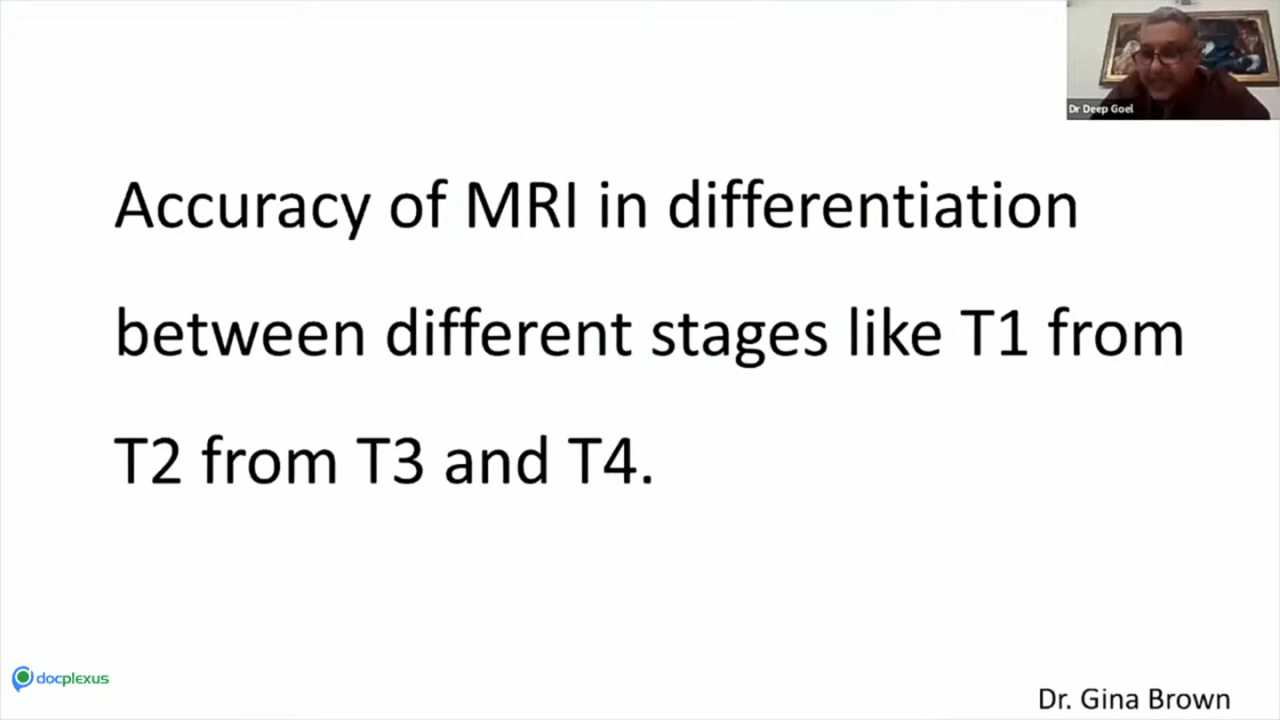 Dr Deep Goel
Accuracy of MRI in differentiation
between different stages like T1 from
T2 from T3 and T4.
docplexus
Dr. Gina Brown